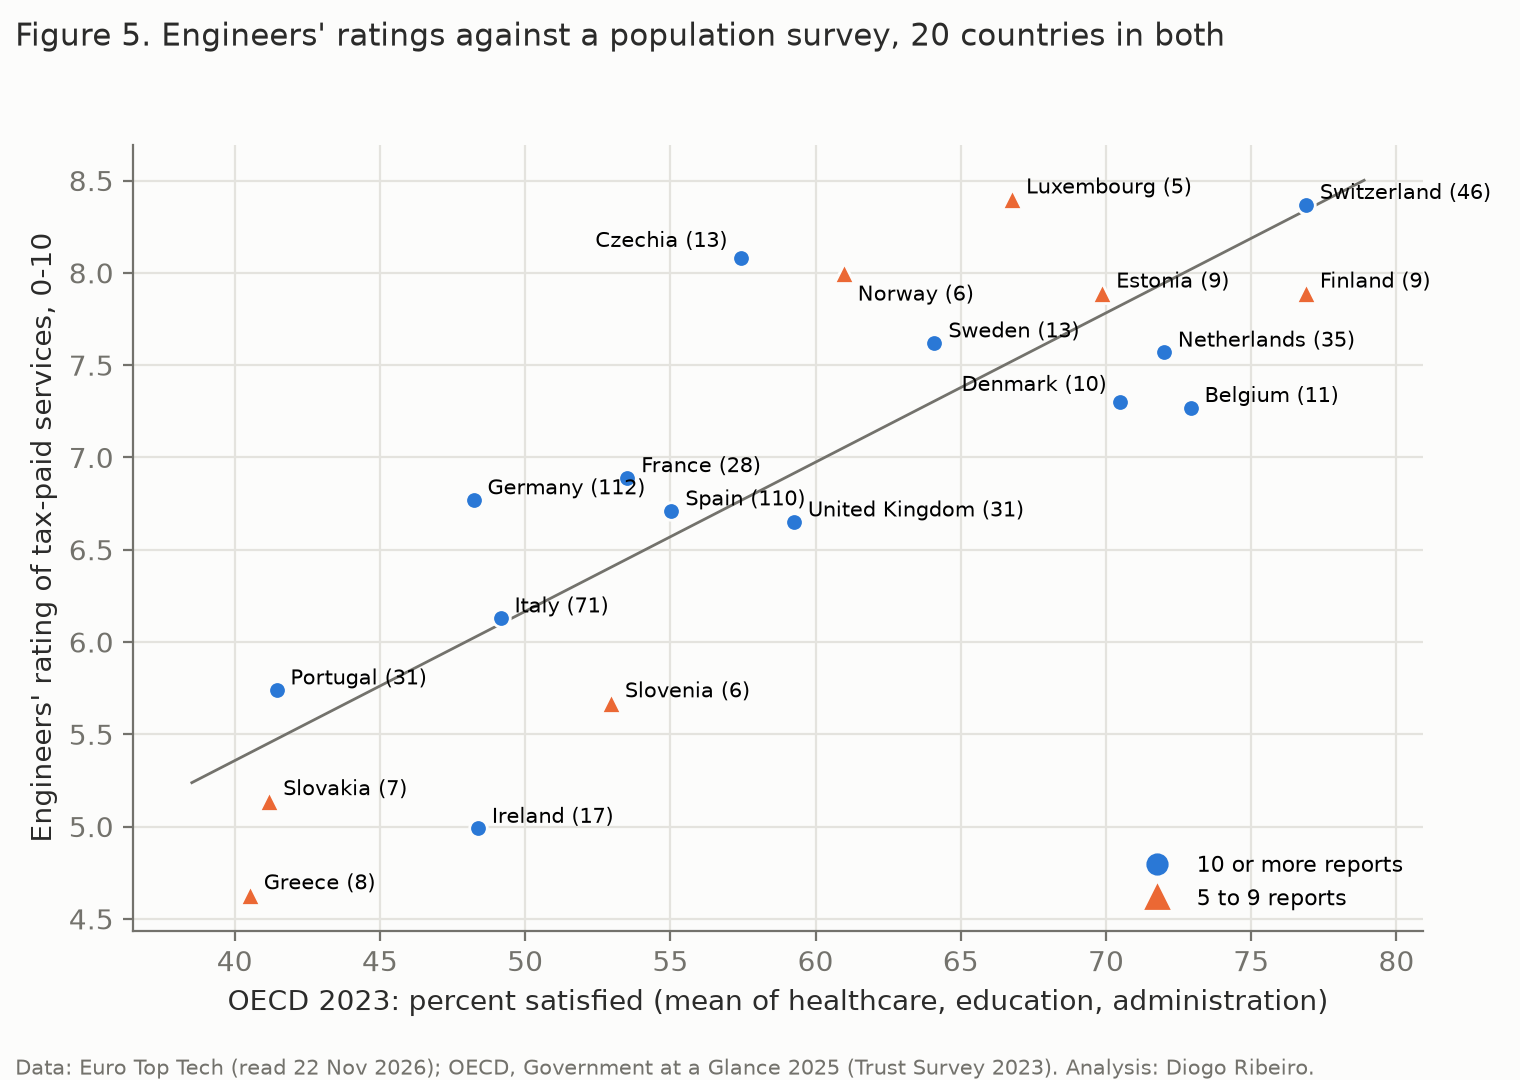 Figure 5. Engineers' ratings against a population survey, 20 countries in both
Engineers' rating of tax-paid services, 0-10
8.5
8.0
7.5
7.0
6.5
6.0
5.5
5.0
4.5
Luxembourg (5)
Switzerland (46)
Czechia (13)
Norway (6)
Estonia (9)
Finland (9)
Sweden (13)
Netherlands (35)
Denmark (10)
Belgium (11)
France (28)
Germany (112)
Spain (110)
United Kingdom (31)
Italy (71)
Portugal (31)
Slovenia (6)
Slovakia (7)
Ireland (17)
Greece (8)
10 or more reports
5 to 9 reports
40 45 50 55 60 65 70 75 80
OECD 2023: percent satisfied (mean of healthcare, education, administration)
Data: Euro Top Tech (read 22 Nov 2026); OECD, Government at a Glance 2025 (Trust Survey 2023). Analysis: Diogo Ribeiro.